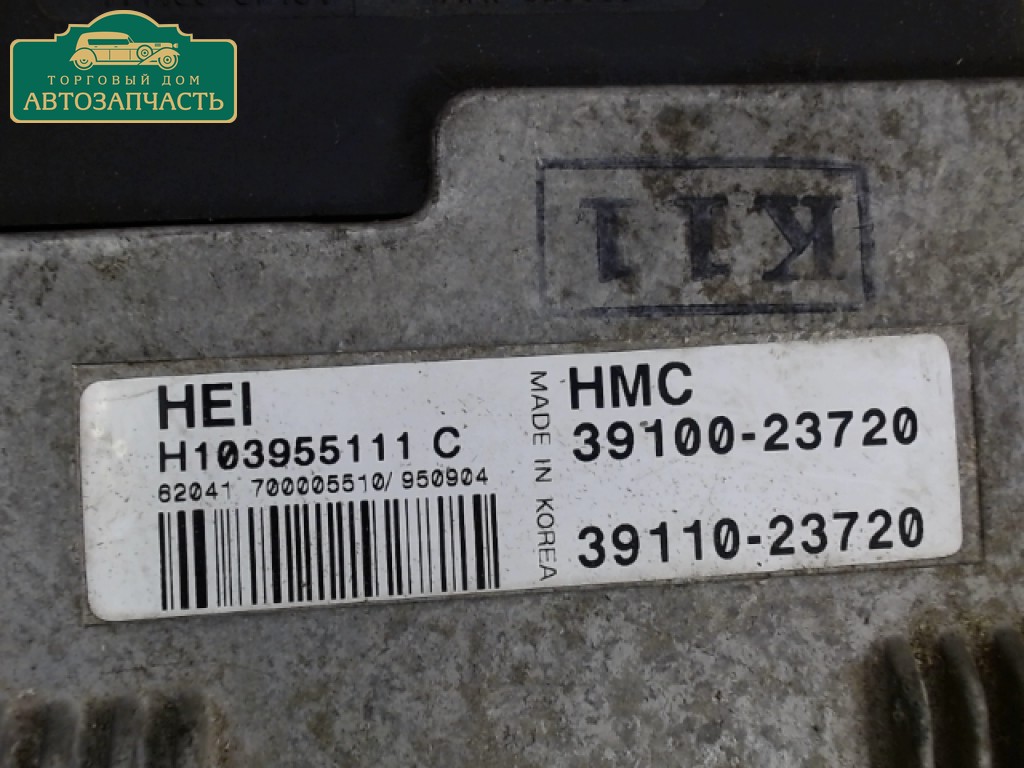 ТОРГОВЫЙ ДОМ
АВТОЗАПЧАСТЬ
K11
HEI
H103955111 C
62041 700005510/950904
MADE IN KOREA
HMC
39100-23720
39110-23720